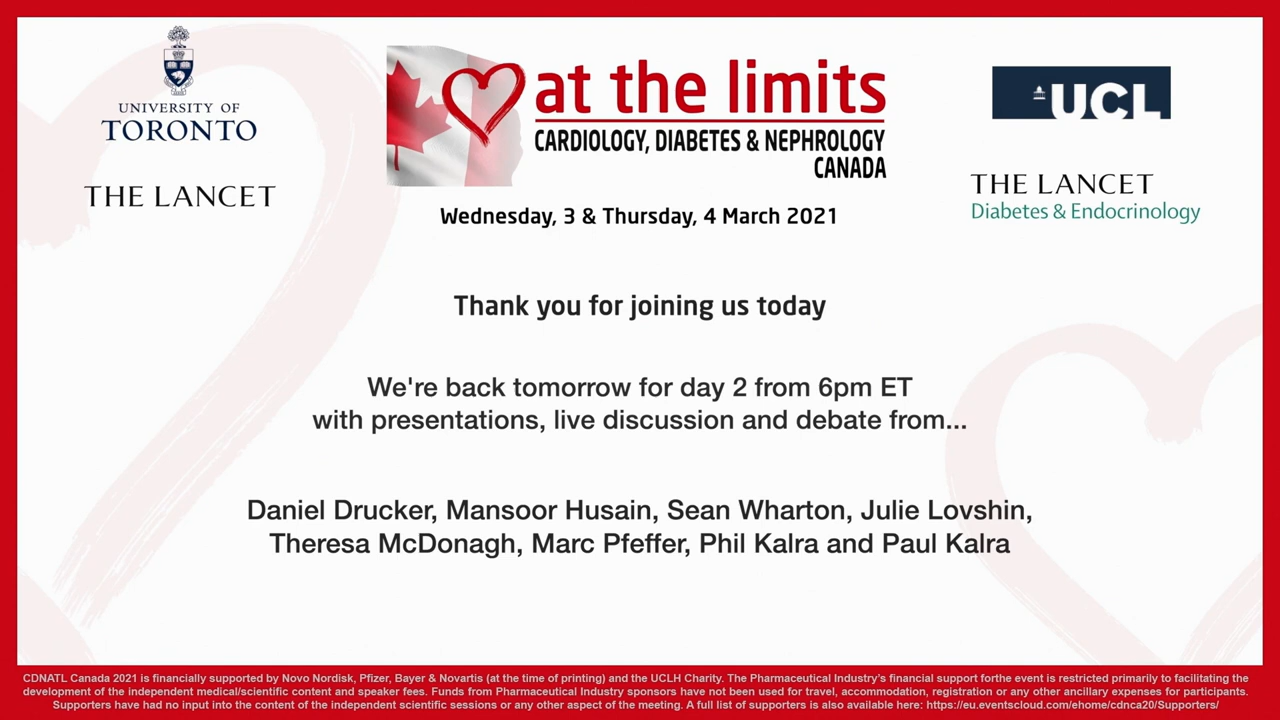 UNIVERSITY OF
TORONTO
THE LANCET
at the limits
CARDIOLOGY, DIABETES & NEPHROLOGY
CANADA
Wednesday, 3 & Thursday, 4 March 2021
UCL
THE LANCET
Diabetes & Endocrinology
Thank you for joining us today
We're back tomorrow for day 2 from 6pm ET
with presentations, live discussion and debate from...
Daniel Drucker, Mansoor Husain, Sean Wharton, Julie Lovshin,
Theresa McDonagh, Marc Pfeffer, Phil Kalra and Paul Kalra
CDNATL Canada 2021 is financially supported by Novo Nordisk, Pfizer, Bayer & Novartis (at the time of printing) and the UCLH Charity. The Pharmaceutical Industry's financial support forthe event is restricted primarily to facilitating the
development of the independent medical/scientific content and speaker fees. Funds from Pharmaceutical Industry sponsors have not been used for travel, accommodation, registration or any other ancillary expenses for participants.
Supporters have had no input into the content of the independent scientific sessions or any other aspect of the meeting. A full list of supporters is also available here: https://eu.eventscloud.com/ehome/cdnca20/Supporters/